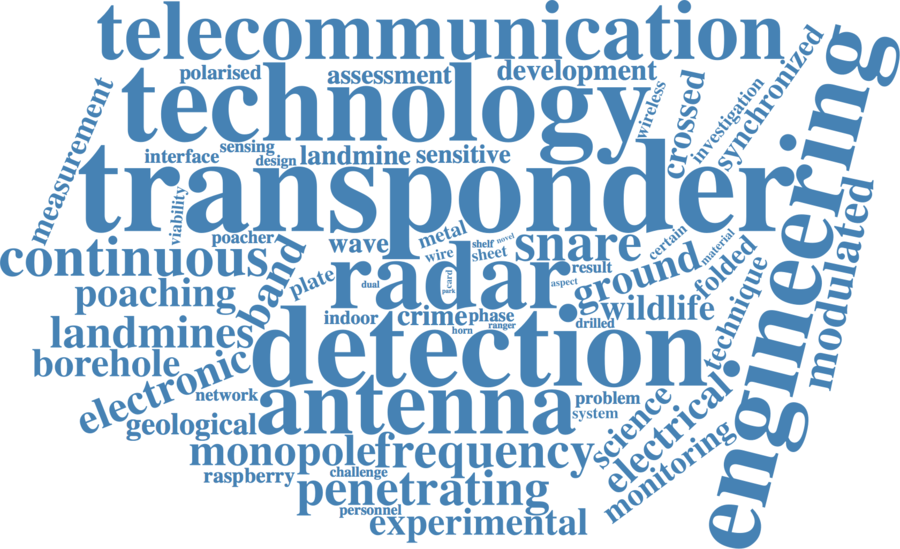 telecommunication
polarised
assessment
development
technology
wireless
crossed
investigation
synchronized
engineering
measurement
interface
sensing
design
landmine
sensitive
transponder
modulated
viability
poacher
wave
metal
shelf
novel
snare
certain
material
continuous
band
plate
wire
sheet
radar
result
ground
folded
dual
card
park
aspect
poaching
wildlife
technique
indoor
crime
phase
drilled
horn
ranger
landmines
detection
borehole
electronic
network
antenna
problem
system
geological
science
electrical
monitoring
monopole
frequency
raspberry
challenge
penetrating
personnel
experimental